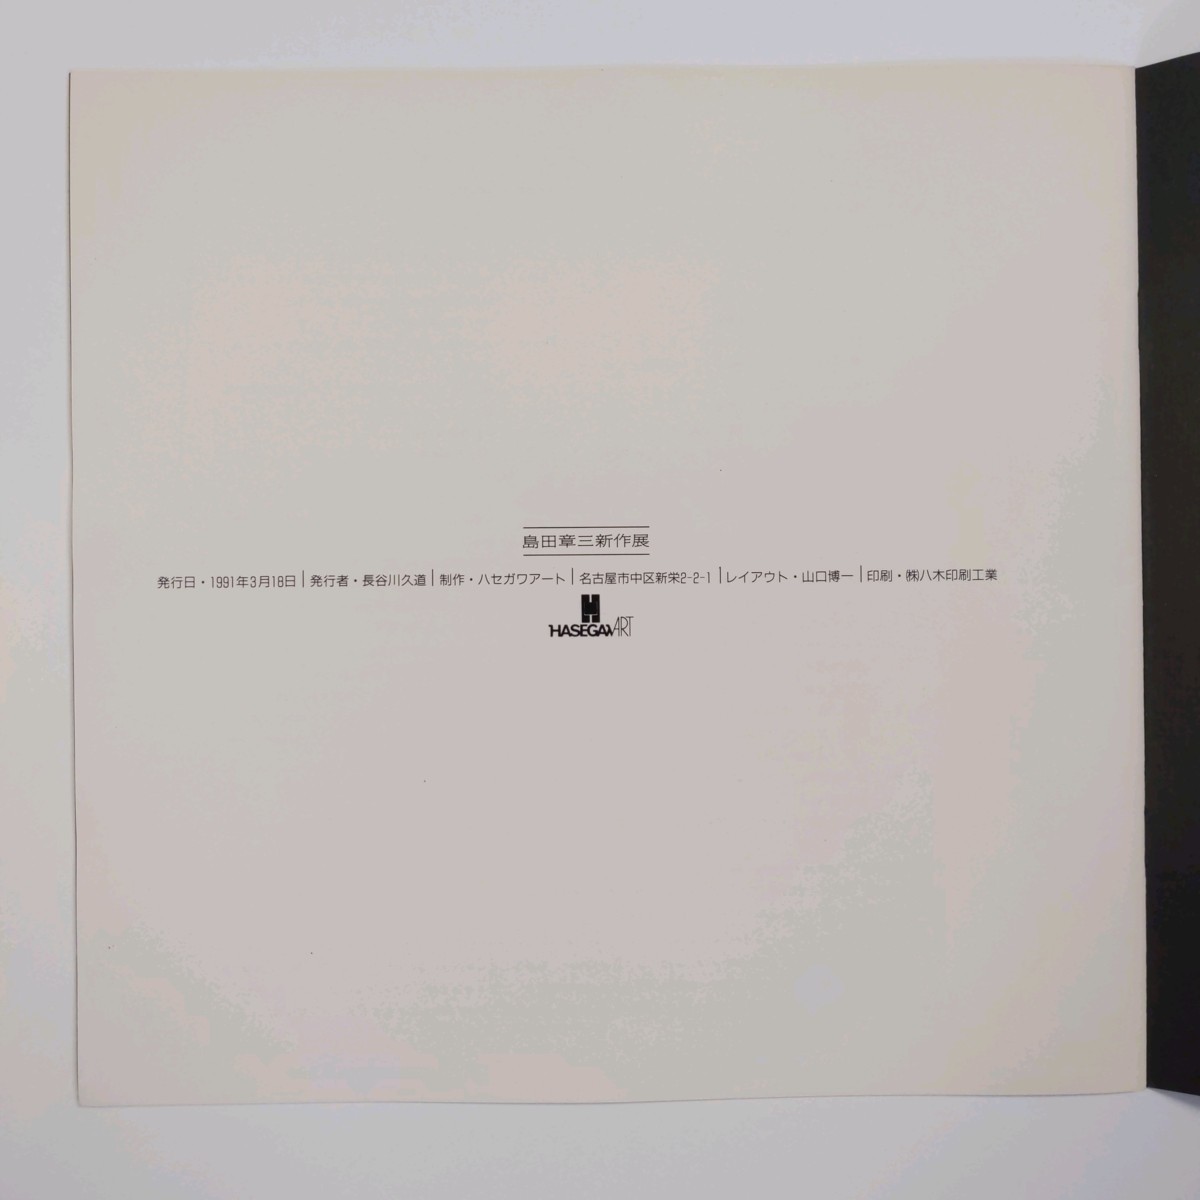 島田章三新作展
発行日・1991年3月18日│発行者・長谷川久道│制作・ハセガワアート│名古屋市中区新栄2-2-1│レイアウト・山口博一│印刷・㈱八木印刷工業
HASEGAWART